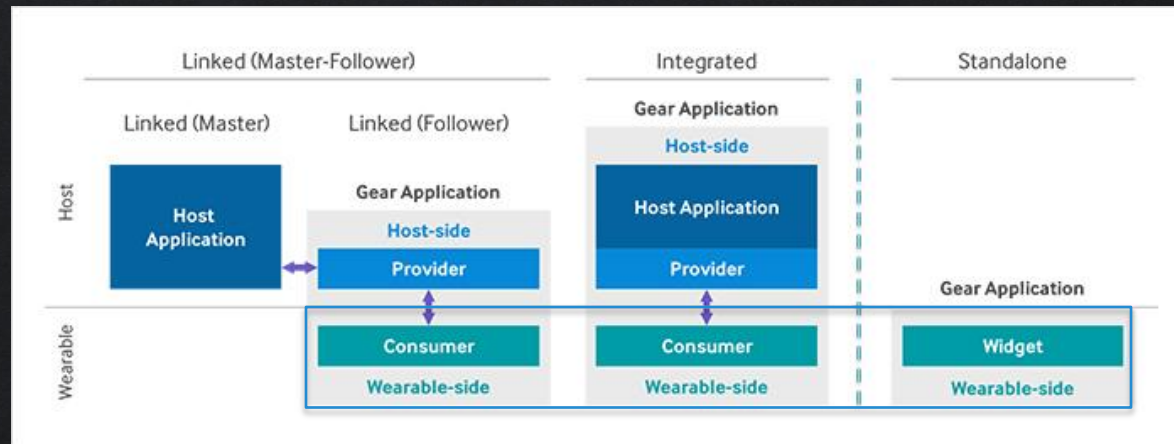 Linked (Master-Follower)
Integrated
Standalone
Linked (Master)
Linked (Follower)
Gear Application
Host-side
Host
Host
Application
Gear Application
Host-side
Provider
Host Application
Provider
Gear Application
Wearable
Consumer
Wearable-side
Consumer
Wearable-side
Widget
Wearable-side